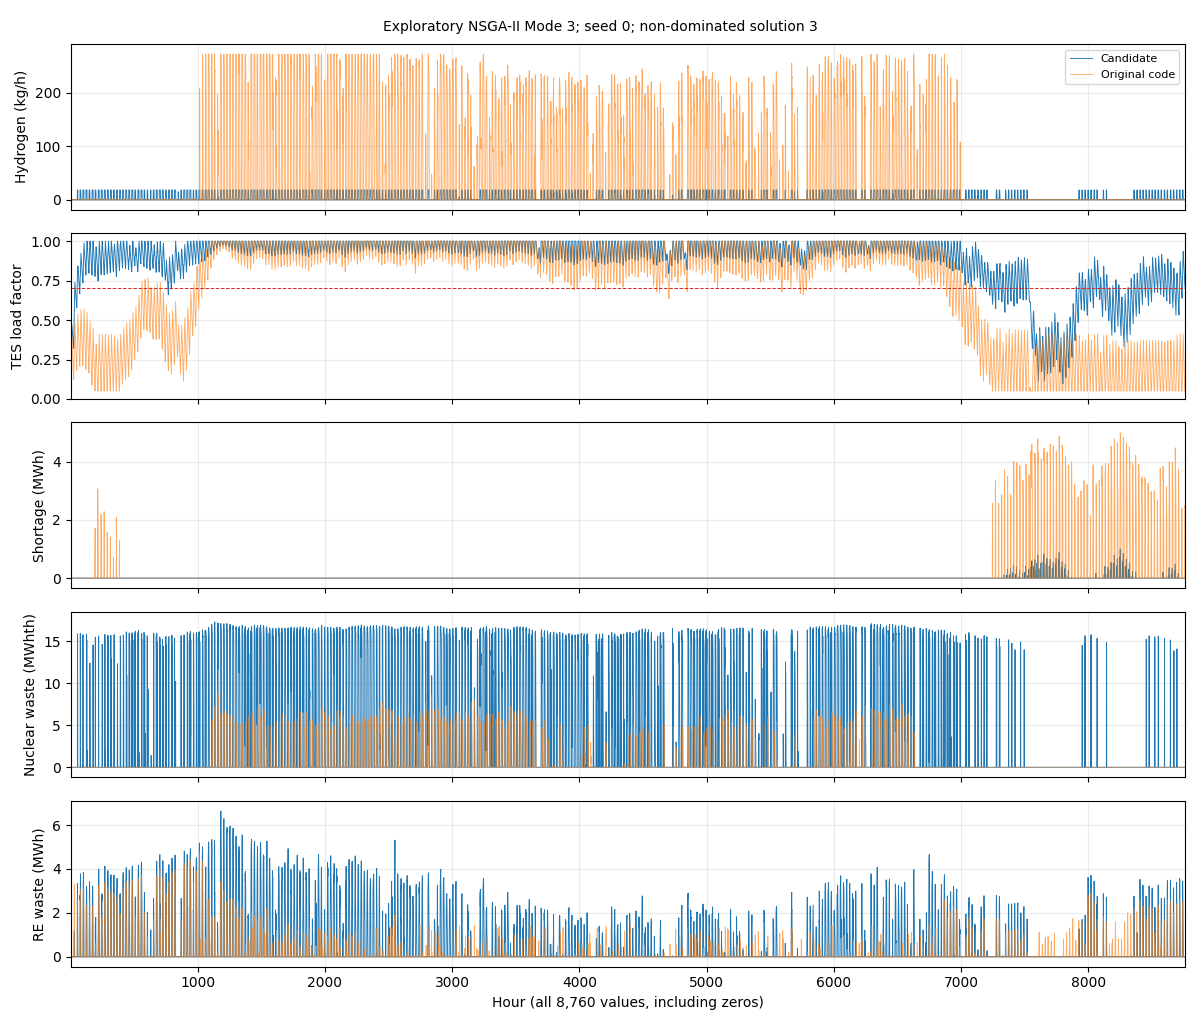 Exploratory NSGA-II Mode 3; seed 0; non-dominated solution 3
Hydrogen (kg/h)
200
100
0
Candidate
Original code
TES load factor
1.00
0.75
0.50
0.25
0.00
Shortage (MWh)
4
2
0
Nuclear waste (MWhth)
15
10
5
0
RE waste (MWh)
6
4
2
0
1000 2000 3000 4000 5000 6000 7000 8000
Hour (all 8,760 values, including zeros)